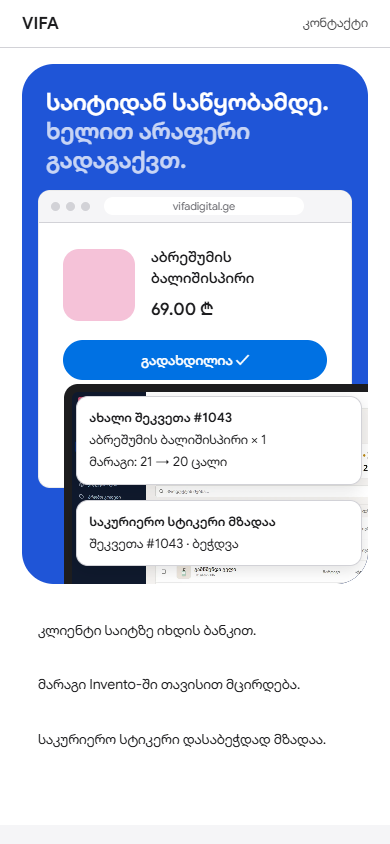 VIFA
კონტაქტი
საიტიდან საწყობამდე.
ხელით არაფერი
გადაგაქვთ.
vifadigital.ge
აბრეშუმის
ბალიშისპირი
69.00 ₾
გადახდილია ✓
ახალი შეკვეთა #1043
აბრეშუმის ბალიშისპირი × 1
მარაგი: 21 → 20 ცალი
საკურიერო სტიკერი მზადაა
შეკვეთა #1043 · ბეჭდვა
კლიენტი საიტზე იხდის ბანკით.
მარაგი Invento-ში თავისით მცირდება.
საკურიერო სტიკერი დასაბეჭდად მზადაა.